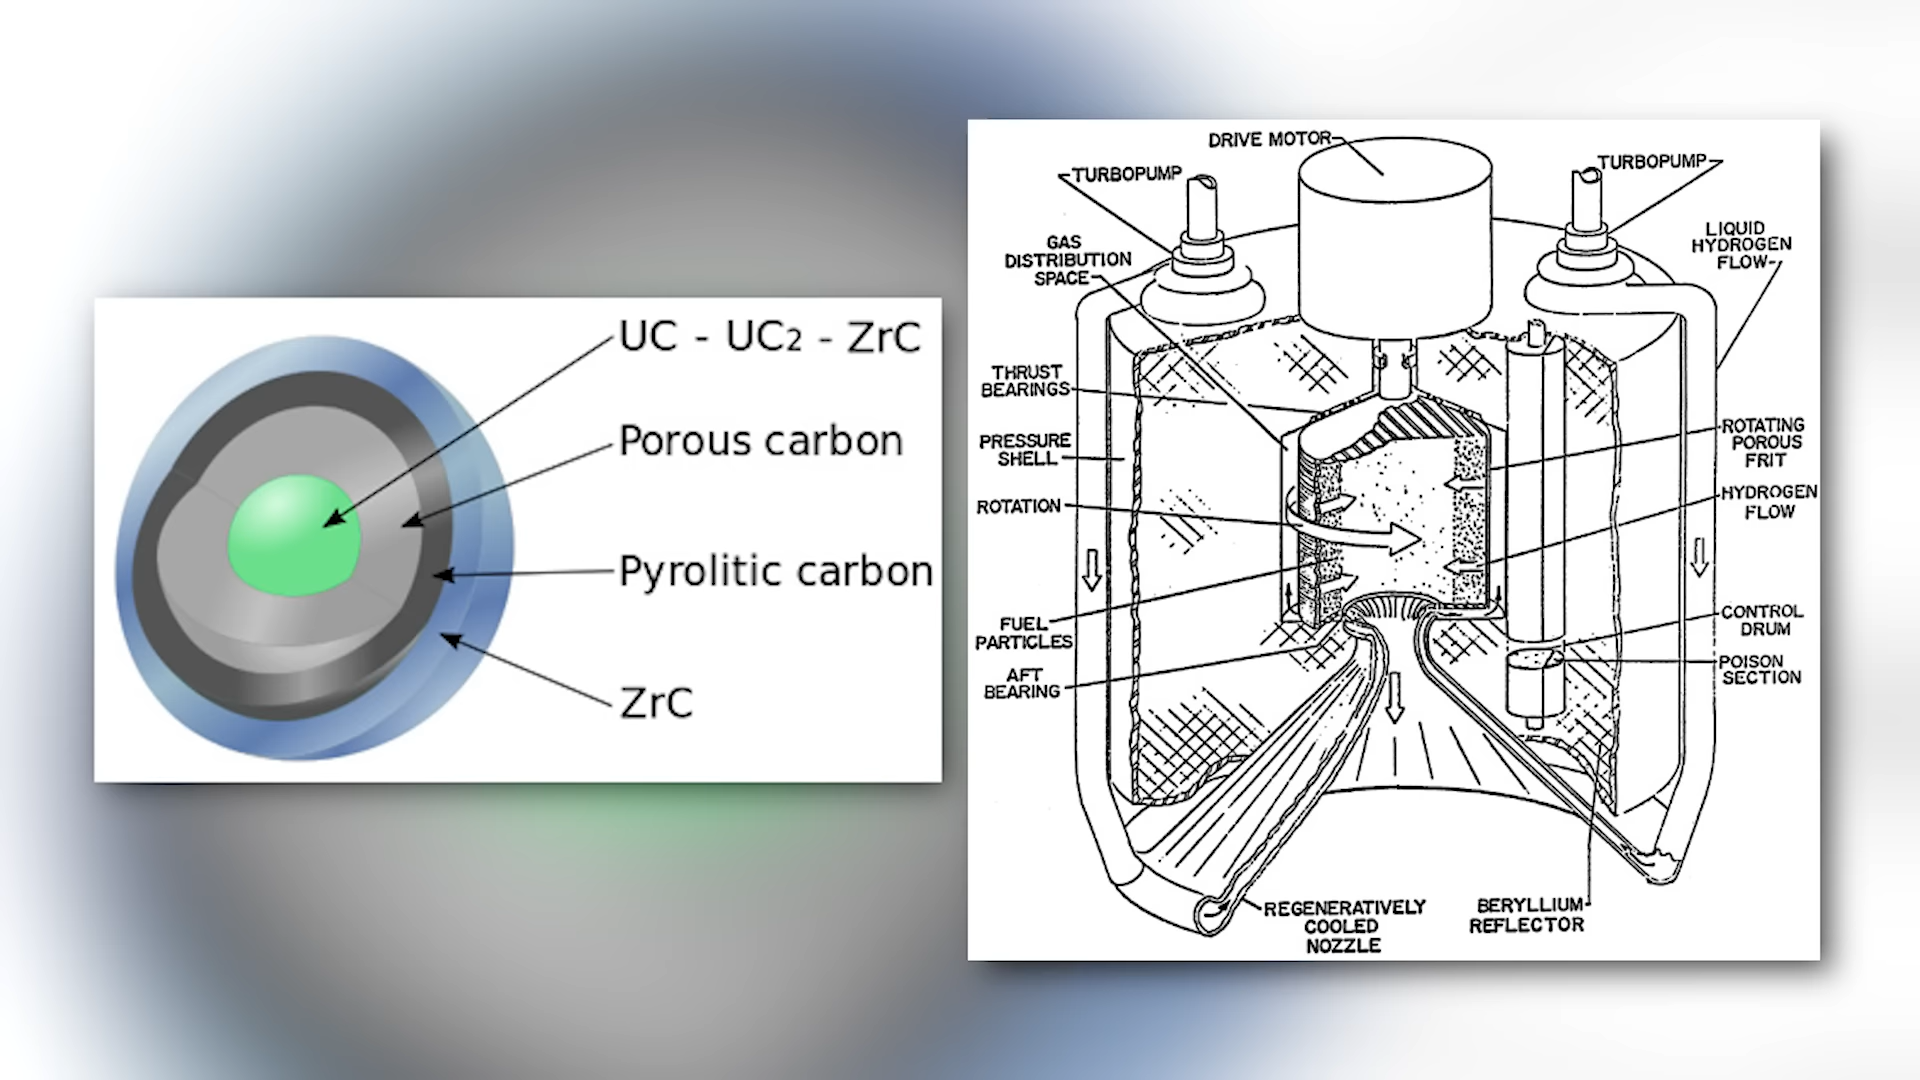 UC - UC2 - ZrC
Porous carbon
Pyrolitic carbon
ZrC
DRIVE MOTOR
TURBOPUMP
TURBOPUMP
GAS
DISTRIBUTION
SPACE
LIQUID
HYDROGEN
FLOW
THRUST
BEARINGS
PRESSURE
SHELL
ROTATION
FUEL
PARTICLES
AFT
BEARING
ROTATING
POROUS
FRIT
HYDROGEN
FLOW
CONTROL
DRUM
POISON
SECTION
REGENERATIVELY
COOLED
NOZZLE
BERYLLIUM
REFLECTOR